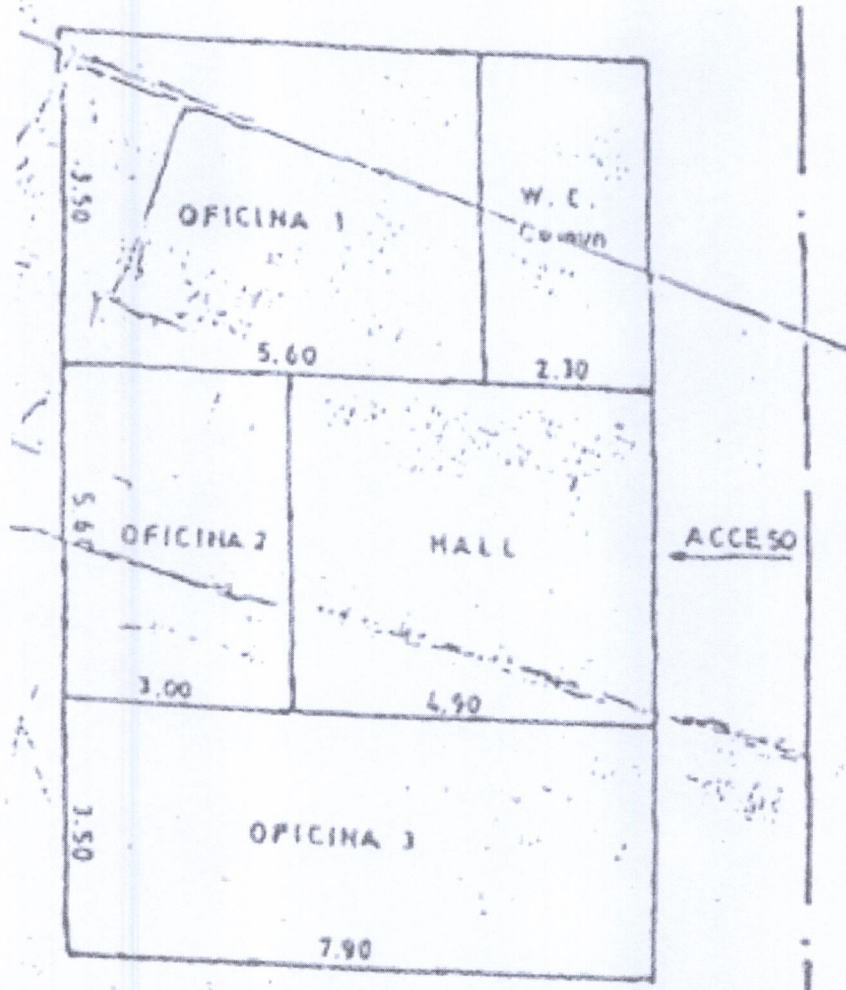 3.50
OFICINA 1
W. C.
Comun
5.60
2.30
5.60
OFICINA 2
HALL
ACCESO
3.00
4.90
3.50
OFICINA 3
7.90